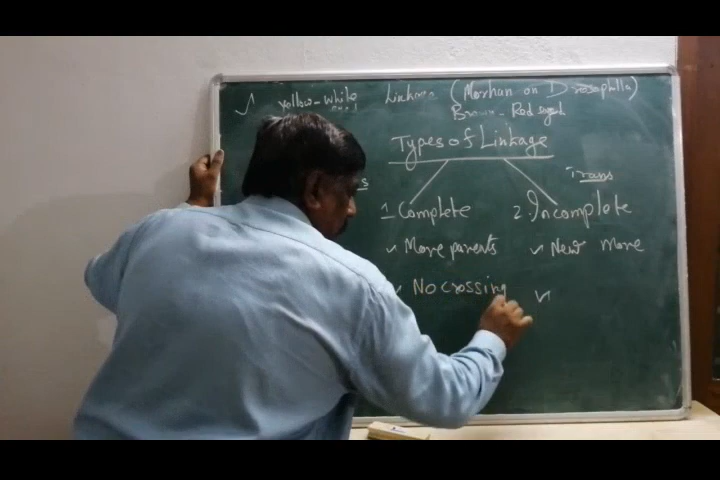 Yellow-white Linkage (Morhan on Drosophilla)
Brown - Red eyed
Types of Linkage
s Trans
1. Complete 2. Incomplete
✓ More parents ✓ New More
✓ No crossing ✓